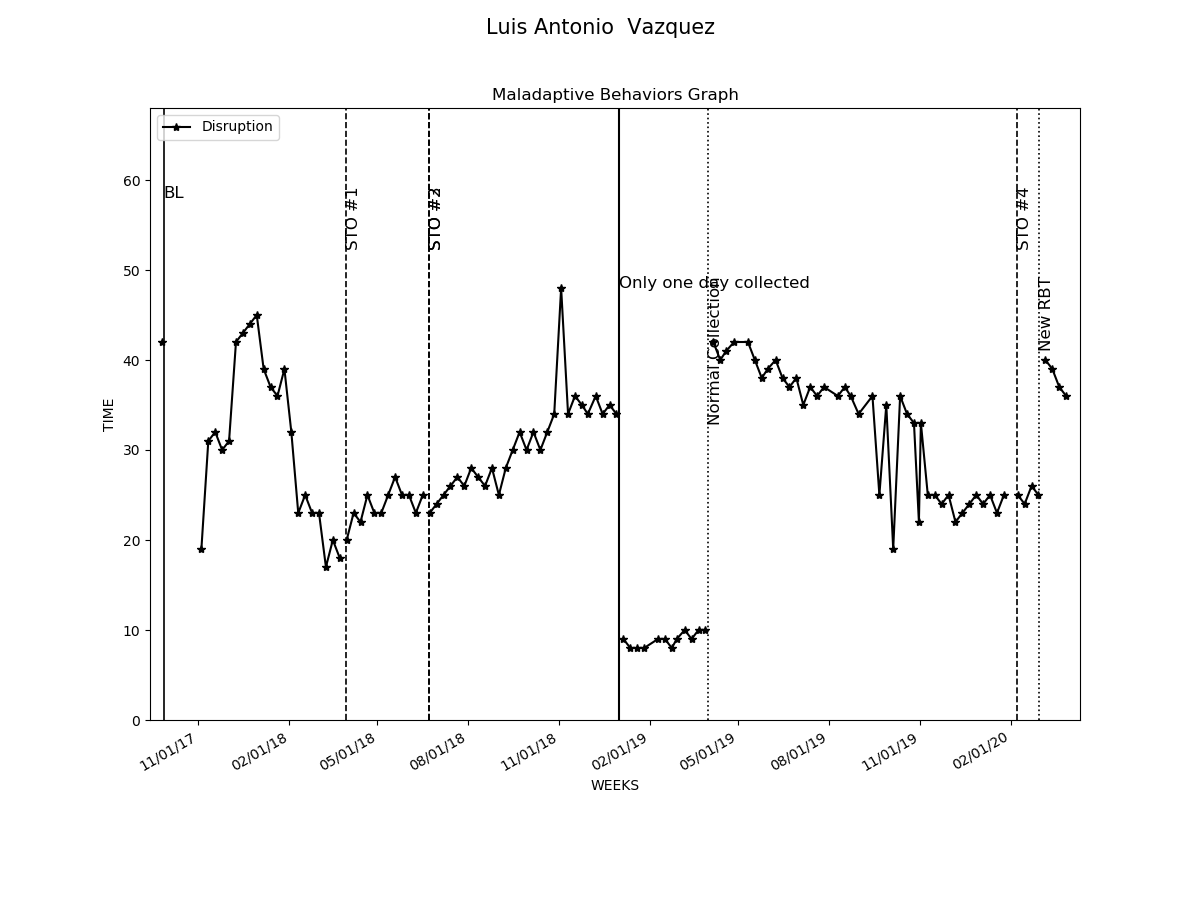 Luis Antonio  Vazquez
Maladaptive Behaviors Graph
Disruption
BL
STO #1
STO #
STO #4
Only one day collected
Normal Collection
New RBT
TIME
60
50
40
30
20
10
0
11/01/17
02/01/18
05/01/18
08/01/18
11/01/18
02/01/19
05/01/19
08/01/19
11/01/19
02/01/20
WEEKS